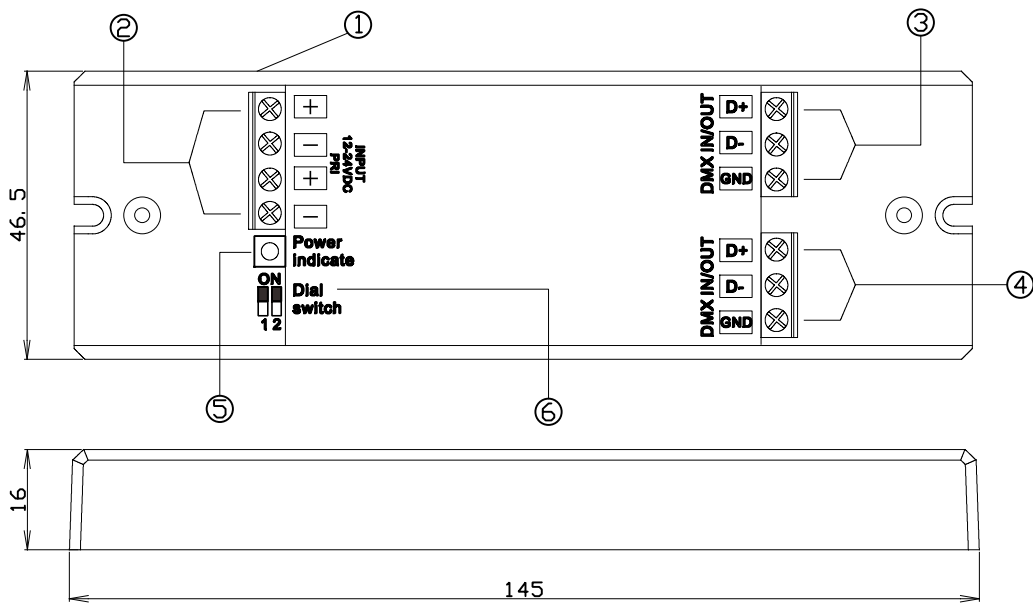 ②
①
③
+
−
+
−
INPUT
12-24VDC
PRI
DMX IN/OUT
D+
D-
GND
46.5
Power
indicate
ON
Dial
switch
1 2
DMX IN/OUT
D+
D-
GND
④
⑤
⑥
16
145